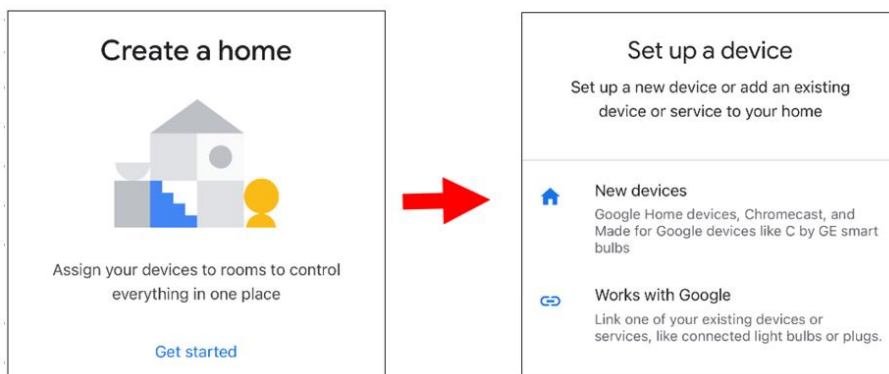 Create a home
Assign your devices to rooms to control
everything in one place
Get started
Set up a device
Set up a new device or add an existing
device or service to your home
New devices
Google Home devices, Chromecast, and
Made for Google devices like C by GE smart
bulbs
Works with Google
Link one of your existing devices or
services, like connected light bulbs or plugs.